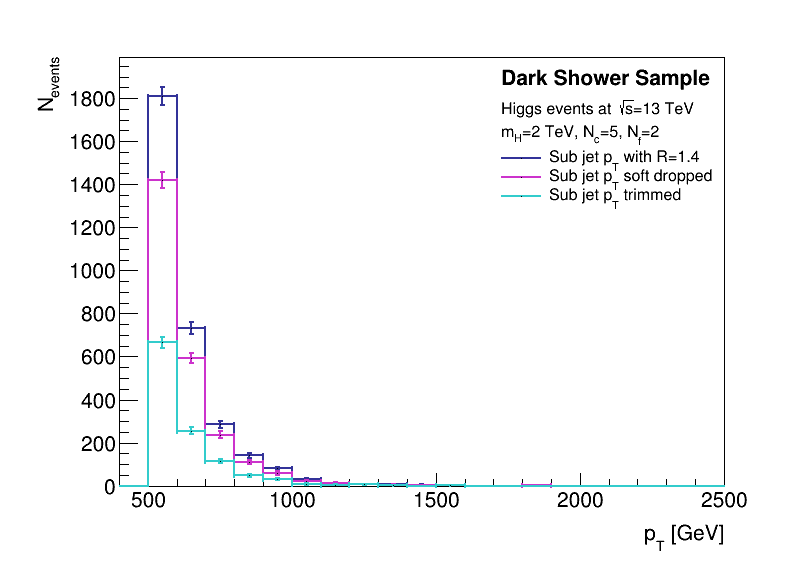 N_events
1800
1600
1400
1200
1000
800
600
400
200
0
500 1000 1500 2000 2500
p_T [GeV]
Dark Shower Sample
Higgs events at √s=13 TeV
m_H=2 TeV, N_c=5, N_f=2
Sub jet p_T with R=1.4
Sub jet p_T soft dropped
Sub jet p_T trimmed